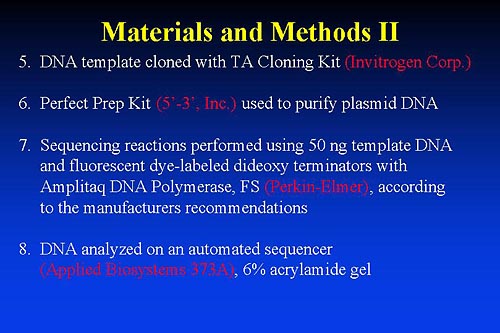 Materials and Methods II
5. DNA template cloned with TA Cloning Kit (Invitrogen Corp.)
6. Perfect Prep Kit (5’-3’, Inc.) used to purify plasmid DNA
7. Sequencing reactions performed using 50 ng template DNA
and fluorescent dye-labeled dideoxy terminators with
Amplitaq DNA Polymerase, FS (Perkin-Elmer), according
to the manufacturers recommendations
8. DNA analyzed on an automated sequencer
(Applied Biosystems 373A), 6% acrylamide gel